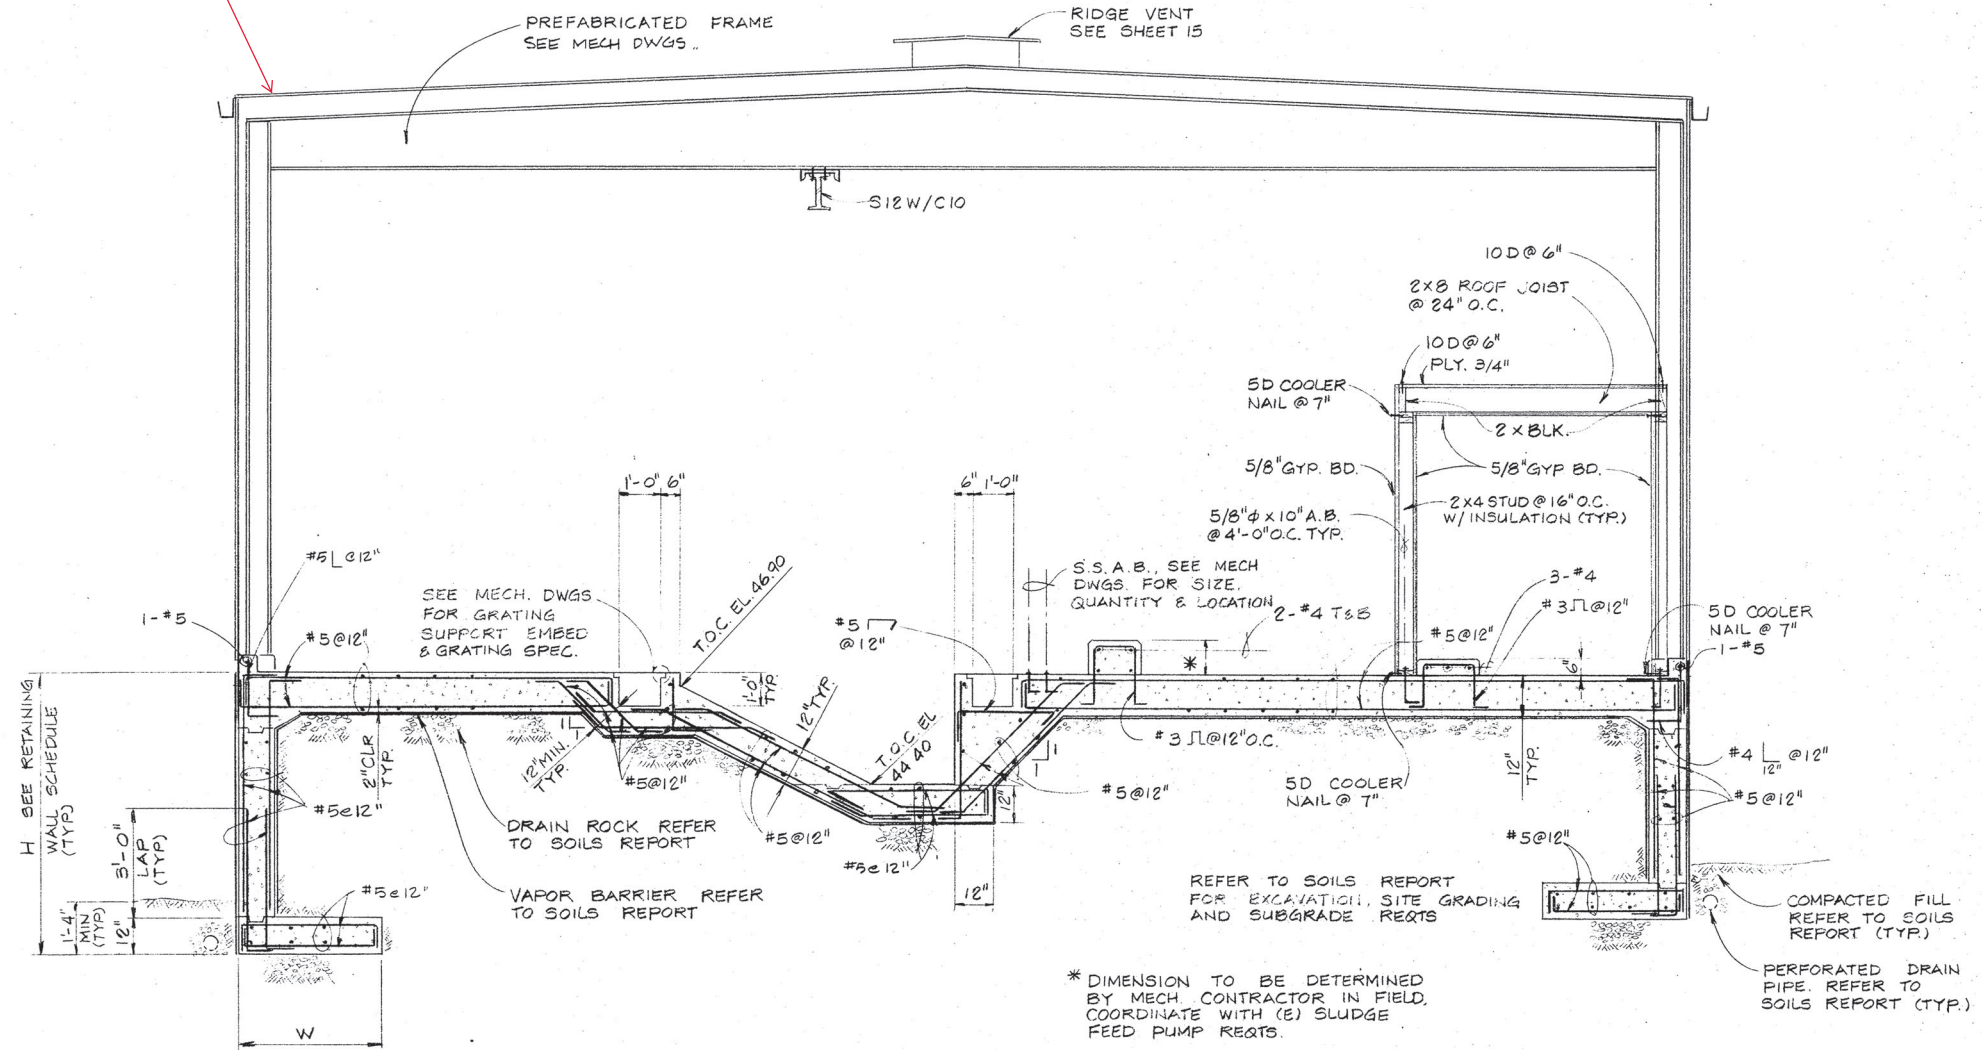 PREFABRICATED FRAME
SEE MECH DWGS..
RIDGE VENT
SEE SHEET 15
S12W/C10
10D@6"
2X8 ROOF JOIST
@ 24" O.C.
10D@6"
PLY. 3/4"
5D COOLER
NAIL @ 7"
2 X BLK.
5/8" GYP. BD.
5/8" GYP BD.
2X4 STUD @ 16" O.C.
W/ INSULATION (TYP.)
5/8"φ X 10" A.B.
@ 4'-0" O.C. TYP.
1'-0" 6"
6" 1'-0"
#5 L @12"
1-#5
#5@12"
SEE MECH. DWGS
FOR GRATING
SUPPORT EMBED
& GRATING SPEC.
T.O.C. EL. 46.90
S.S.A.B., SEE MECH
DWGS. FOR SIZE,
QUANTITY & LOCATION
2-#4 T&B
#5
@ 12"
*
3-#4
#3 @12"
#5@12"
6"
5D COOLER
NAIL @ 7"
1-#5
1'-0"
TYP.
12" TYP.
H SEE RETAINING
WALL SCHEDULE
(TYP)
2" CLR
TYP.
12" MIN.
TYP.
1
1
#5@12"
T.O.C. EL
44.40
12"
1
1
#3 @12" O.C.
#5@12"
5D COOLER
NAIL @ 7"
12"
TYP.
#4 L @12"
12"
#5@12"
#5@12"
3'-0"
LAP
(TYP)
DRAIN ROCK REFER
TO SOILS REPORT
#5@12"
#5@12"
#5@12"
#5@12"
1'-4"
MIN
(TYP)
12"
VAPOR BARRIER REFER
TO SOILS REPORT
12"
REFER TO SOILS REPORT
FOR EXCAVATION, SITE GRADING
AND SUBGRADE REQTS
COMPACTED FILL
REFER TO SOILS
REPORT (TYP.)
PERFORATED DRAIN
PIPE. REFER TO
SOILS REPORT (TYP.)
W
* DIMENSION TO BE DETERMINED
BY MECH. CONTRACTOR IN FIELD,
COORDINATE WITH (E) SLUDGE
FEED PUMP REQTS.